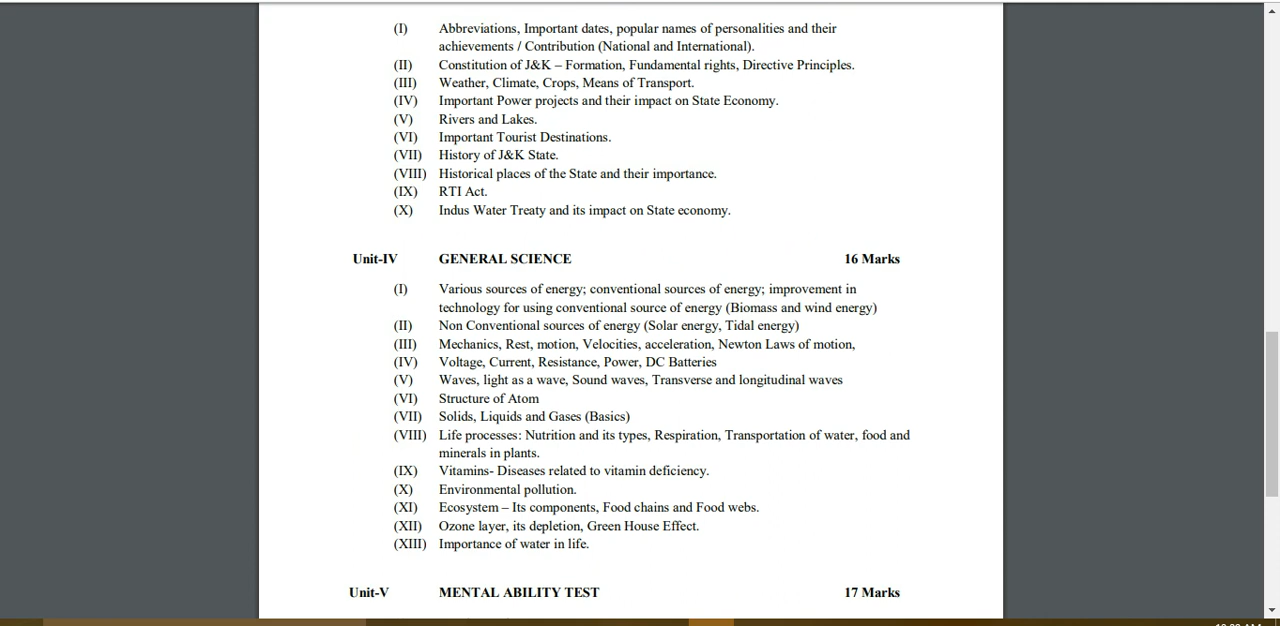 (I) Abbreviations, Important dates, popular names of personalities and their
achievements / Contribution (National and International).
(II) Constitution of J&K – Formation, Fundamental rights, Directive Principles.
(III) Weather, Climate, Crops, Means of Transport.
(IV) Important Power projects and their impact on State Economy.
(V) Rivers and Lakes.
(VI) Important Tourist Destinations.
(VII) History of J&K State.
(VIII) Historical places of the State and their importance.
(IX) RTI Act.
(X) Indus Water Treaty and its impact on State economy.
Unit-IV GENERAL SCIENCE 16 Marks
(I) Various sources of energy; conventional sources of energy; improvement in
technology for using conventional source of energy (Biomass and wind energy)
(II) Non Conventional sources of energy (Solar energy, Tidal energy)
(III) Mechanics, Rest, motion, Velocities, acceleration, Newton Laws of motion,
(IV) Voltage, Current, Resistance, Power, DC Batteries
(V) Waves, light as a wave, Sound waves, Transverse and longitudinal waves
(VI) Structure of Atom
(VII) Solids, Liquids and Gases (Basics)
(VIII) Life processes: Nutrition and its types, Respiration, Transportation of water, food and
minerals in plants.
(IX) Vitamins- Diseases related to vitamin deficiency.
(X) Environmental pollution.
(XI) Ecosystem – Its components, Food chains and Food webs.
(XII) Ozone layer, its depletion, Green House Effect.
(XIII) Importance of water in life.
Unit-V MENTAL ABILITY TEST 17 Marks